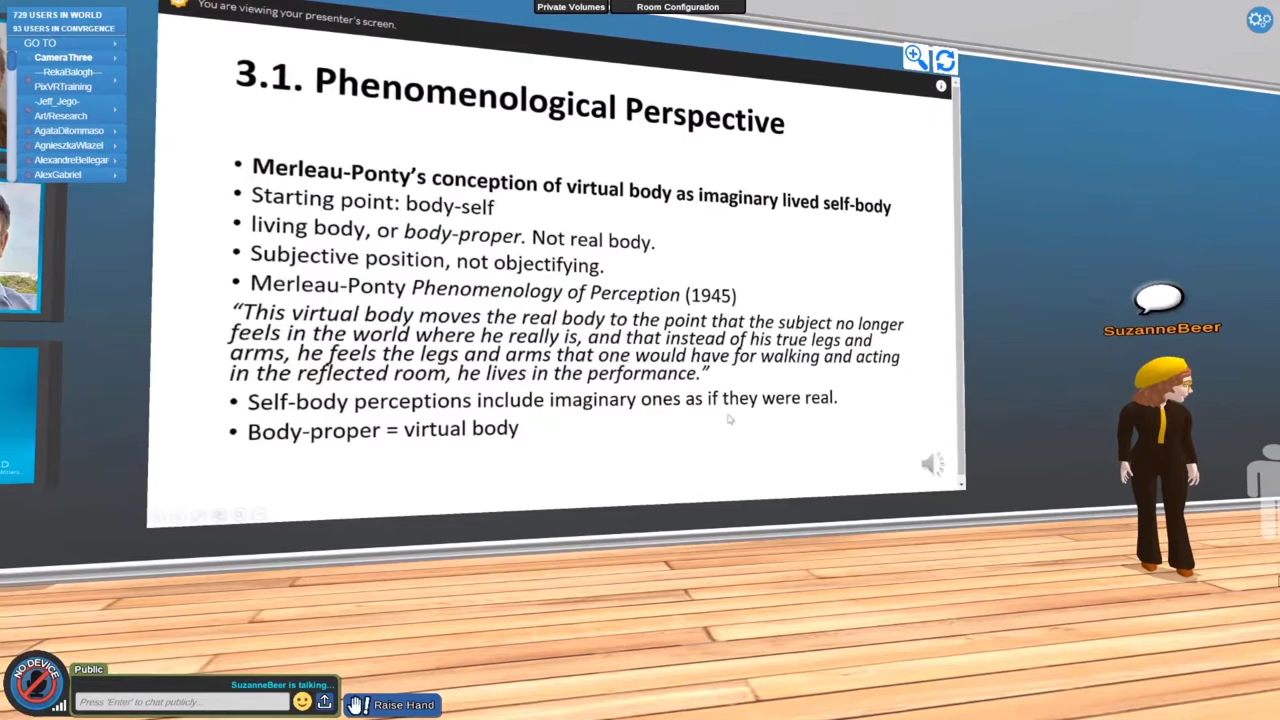 Private Volumes
Room Configuration
729 USERS IN WORLD
93 USERS IN CONVRGENCE
GO TO
CameraThree
---RekaBalogh---
PixVRTraining
-Jeff_Jego-
Art/Research
AgataDitommaso
AgnieszkaWlazel
AlexandreBellegar
AlexGabriel
You are viewing your presenter's screen.
3.1. Phenomenological Perspective
• Merleau-Ponty's conception of virtual body as imaginary lived self-body
• Starting point: body-self
• living body, or body-proper. Not real body.
• Subjective position, not objectifying.
• Merleau-Ponty Phenomenology of Perception (1945)
“This virtual body moves the real body to the point that the subject no longer
feels in the world where he really is, and that instead of his true legs and
arms, he feels the legs and arms that one would have for walking and acting
in the reflected room, he lives in the performance.”
• Self-body perceptions include imaginary ones as if they were real.
• Body-proper = virtual body
SuzanneBeer
NO DEVICE
Public
SuzanneBeer is talking...
Press 'Enter' to chat publicly...
Raise Hand